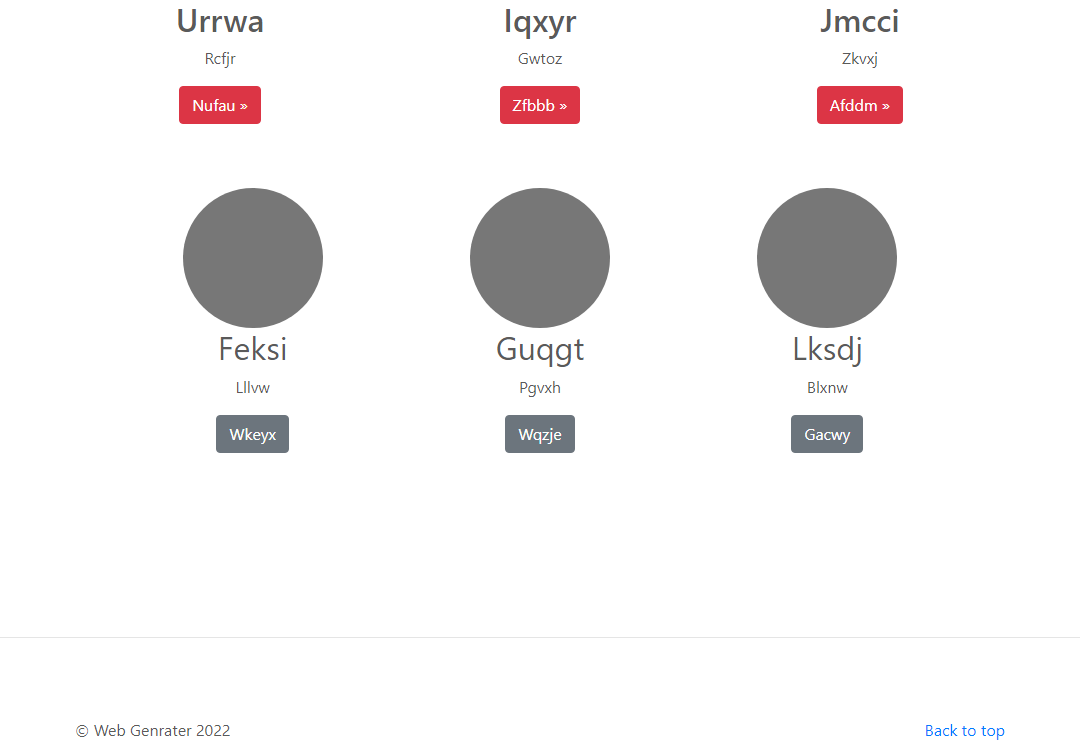 Urrwa
Iqxyr
Jmcci
Rcfjr
Gwtoz
Zkvxj
Nufau »
Zfbbb »
Afddm »
Feksi
Guqgt
Lksdj
Lllvw
Pgvxh
Blxnw
Wkeyx
Wqzje
Gacwy
© Web Genrater 2022
Back to top